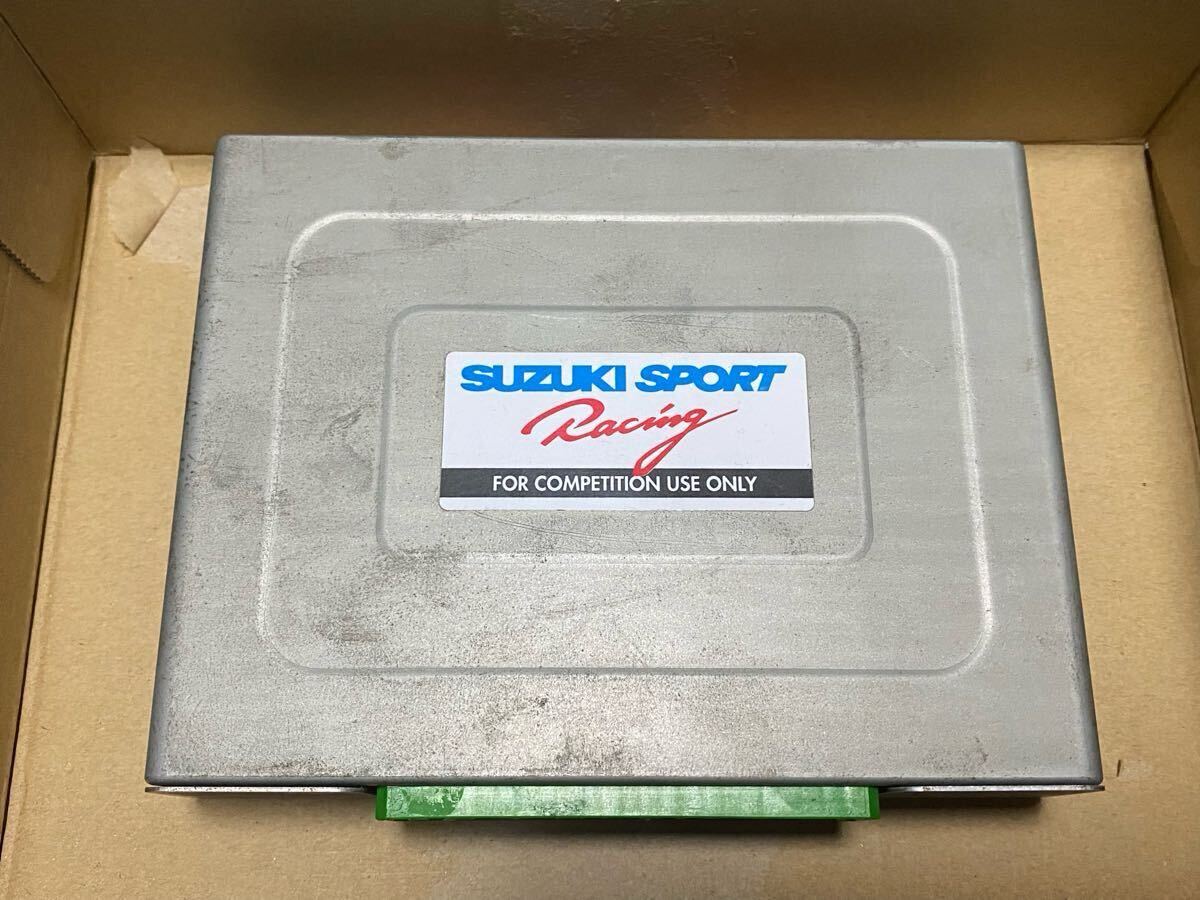 SUZUKI SPORT
Racing
FOR COMPETITION USE ONLY